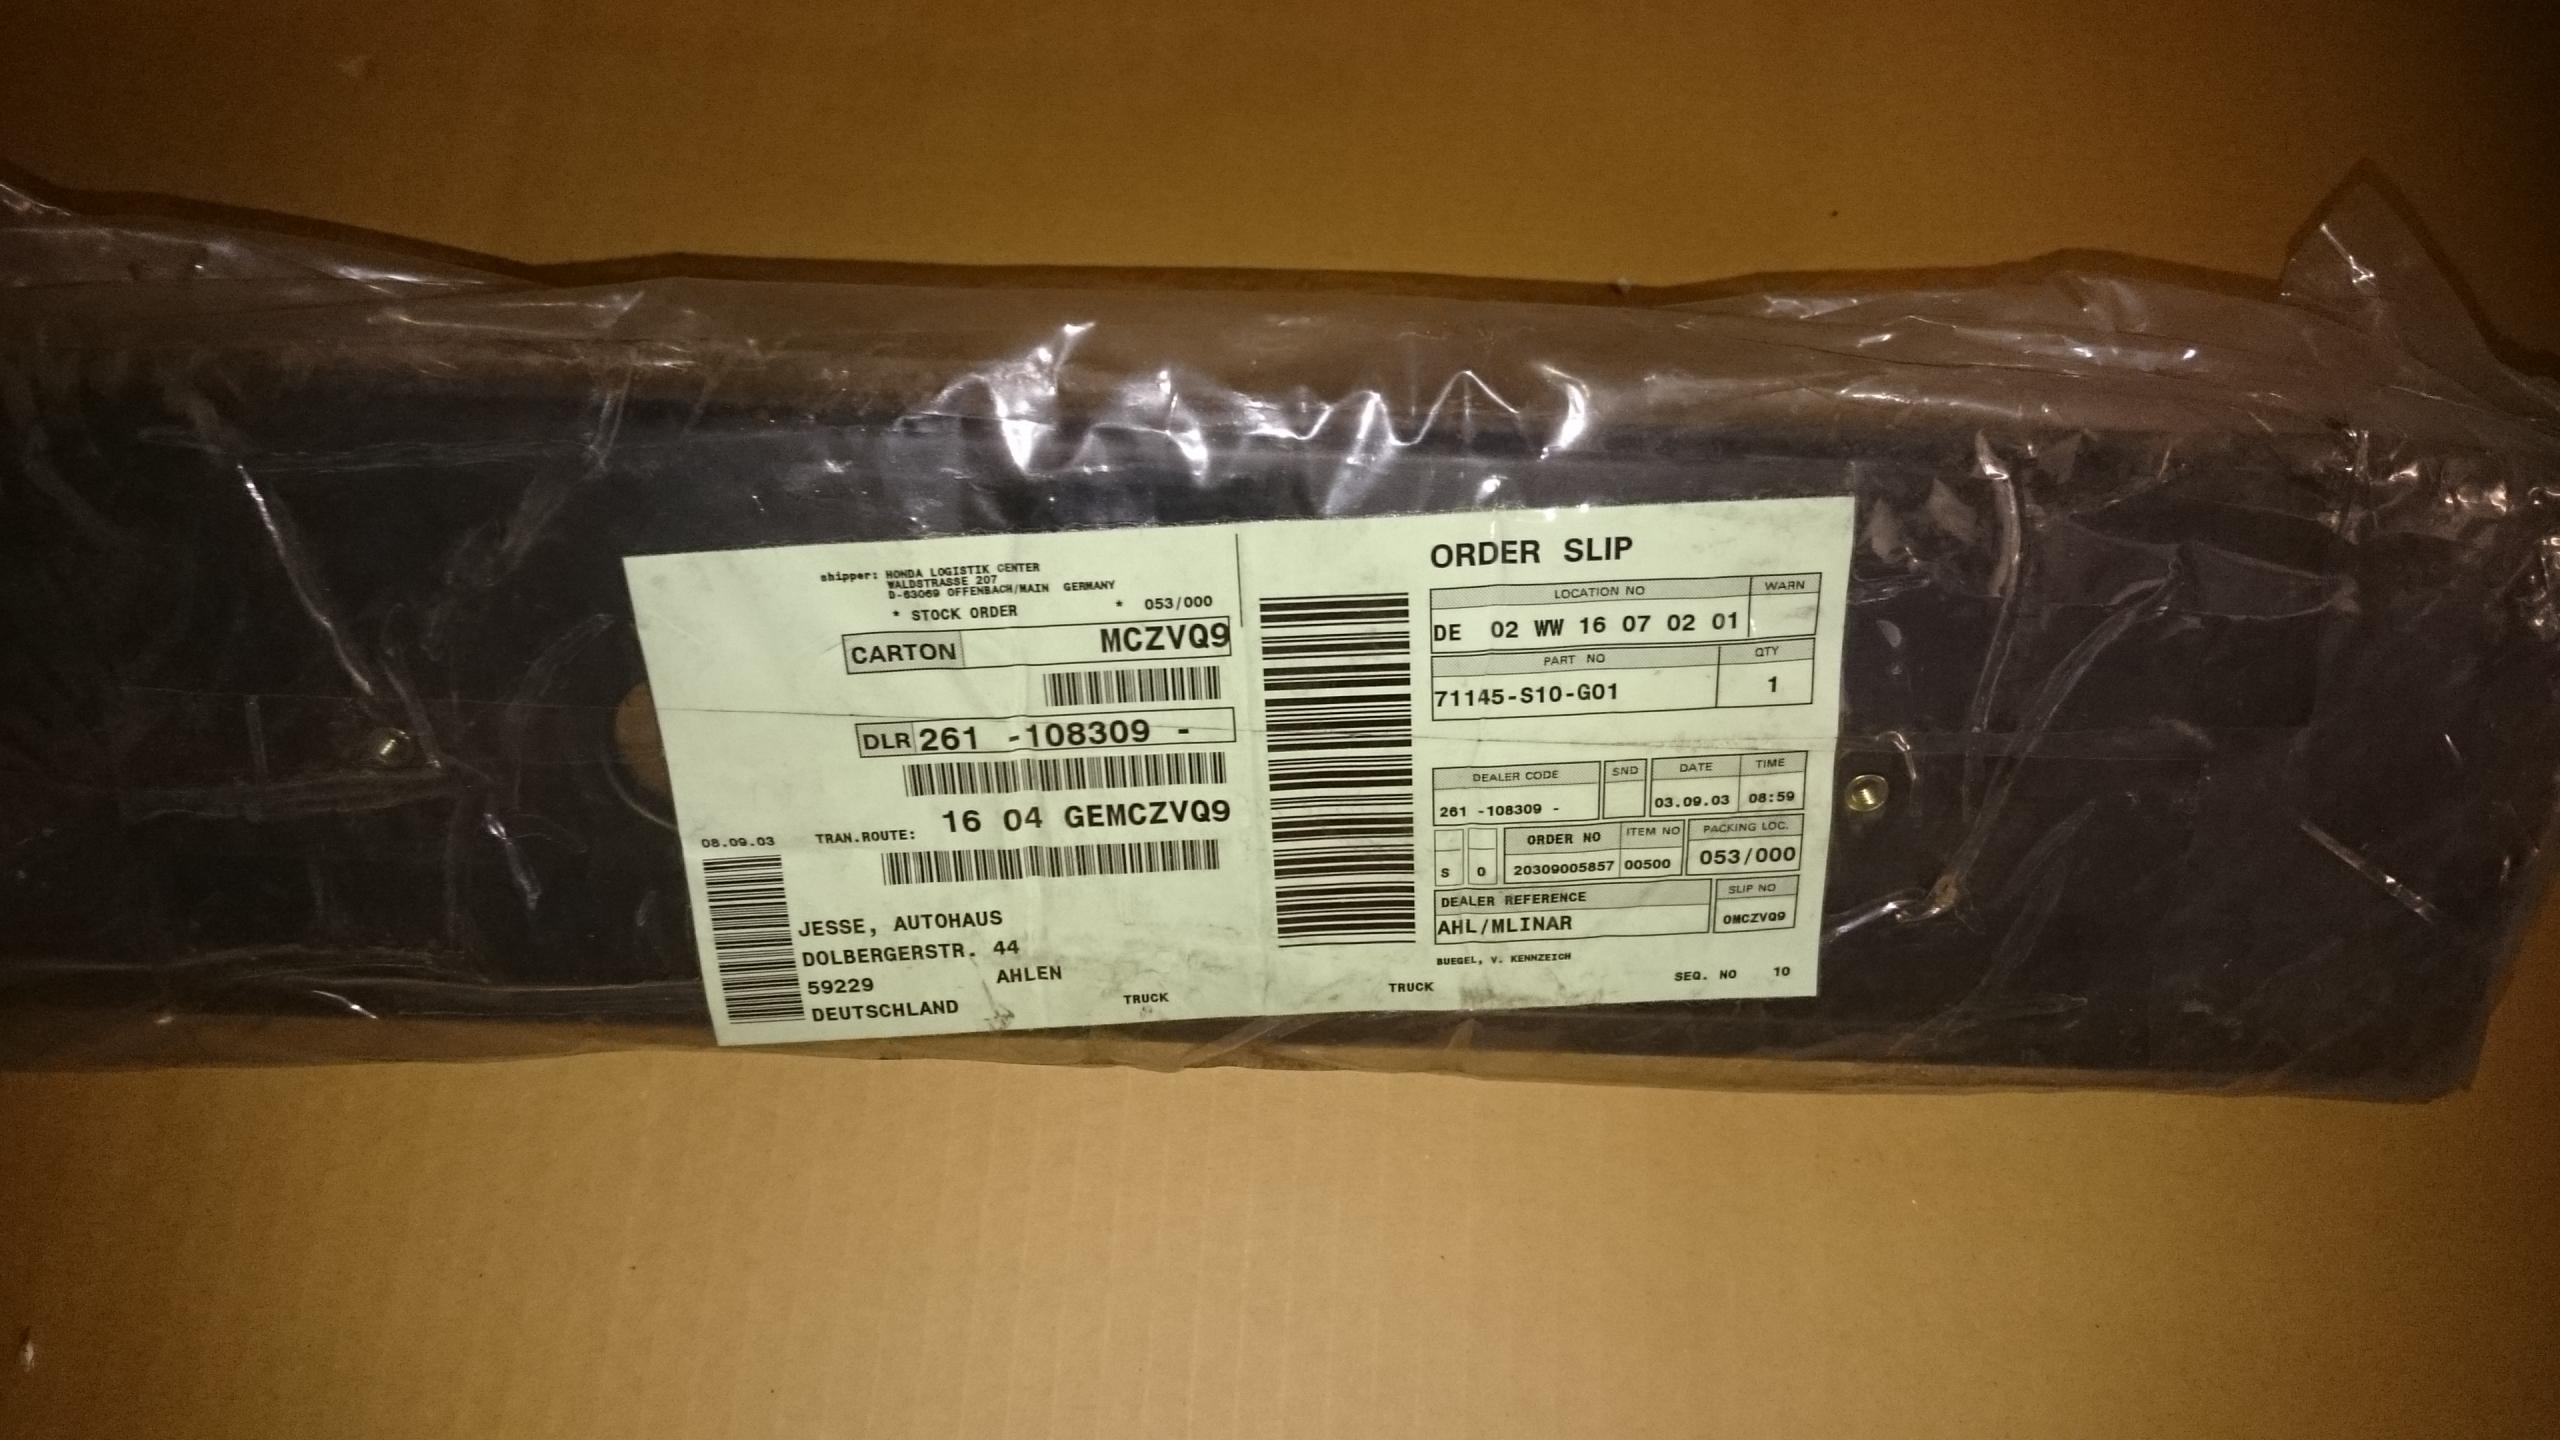 shipper: HONDA LOGISTIK CENTER
WALDSTRASSE 207
D-63069 OFFENBACH/MAIN GERMANY
* STOCK ORDER * 053/000
CARTON MCZVQ9
DLR 261 -108309 -
TRAN.ROUTE: 16 04 GEMCZVQ9
08.09.03
JESSE, AUTOHAUS
DOLBERGERSTR. 44
59229 AHLEN
DEUTSCHLAND
TRUCK
ORDER SLIP
LOCATION NO WARN
DE 02 WW 16 07 02 01
PART NO QTY
71145-S10-G01 1
DEALER CODE SND DATE TIME
261 -108309 - 03.09.03 08:59
ORDER NO ITEM NO PACKING LOC.
S 0 20309005857 00500 053/000
DEALER REFERENCE SLIP NO
AHL/MLINAR 0MCZVQ9
BUEGEL, V. KENNZEICH
TRUCK SEQ. NO 10